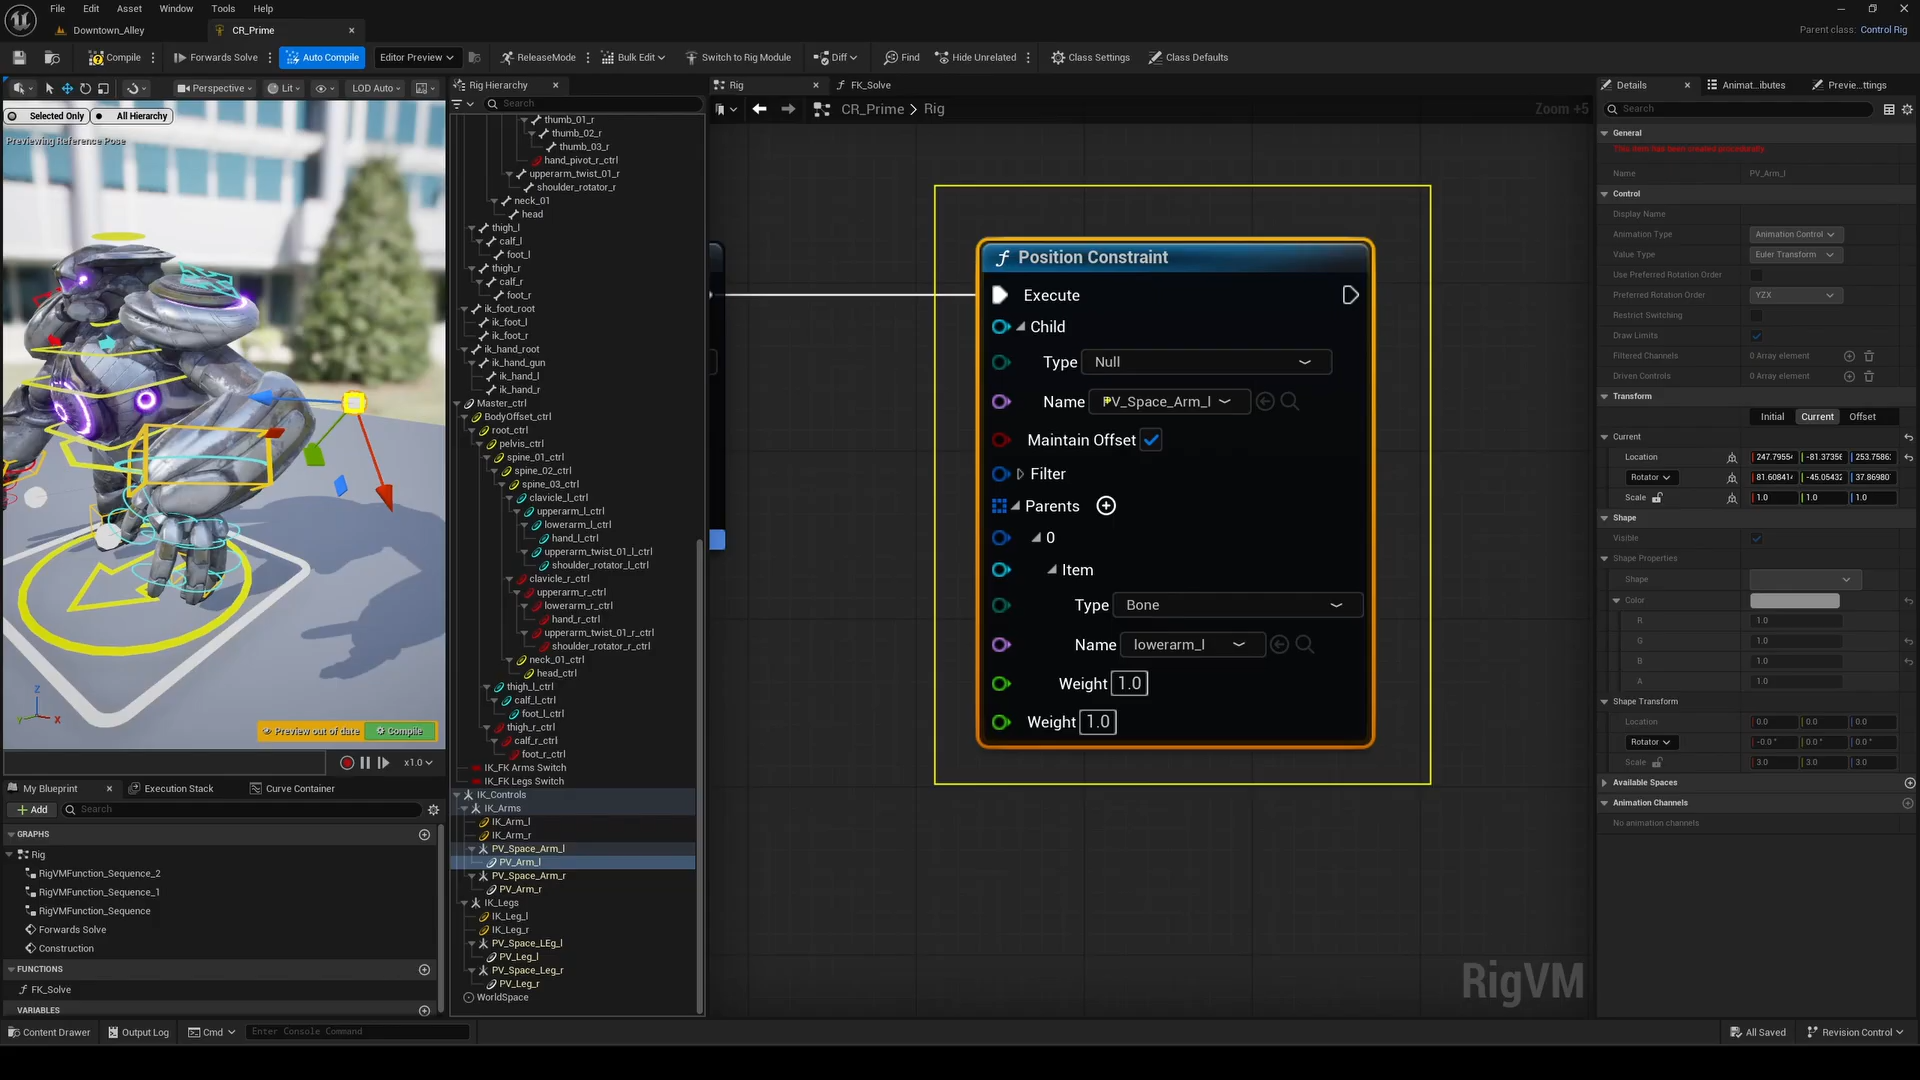 File Edit Asset Window Tools Help
Downtown_Alley
CR_Prime
Parent class: Control Rig
Compile
Forwards Solve
Auto Compile
Editor Preview
ReleaseMode
Bulk Edit
Switch to Rig Module
Diff
Find
Hide Unrelated
Class Settings
Class Defaults
Perspective
Lit
LOD Auto
Selected Only
All Hierarchy
Previewing Reference Pose
Preview out of date
Compile
x1.0
Rig Hierarchy
Search
thumb_01_r
thumb_02_r
thumb_03_r
hand_pivot_r_ctrl
upperarm_twist_01_r
shoulder_rotator_r
neck_01
head
thigh_l
calf_l
foot_l
thigh_r
calf_r
foot_r
ik_foot_root
ik_foot_l
ik_foot_r
ik_hand_root
ik_hand_gun
ik_hand_l
ik_hand_r
Master_ctrl
BodyOffset_ctrl
root_ctrl
pelvis_ctrl
spine_01_ctrl
spine_02_ctrl
spine_03_ctrl
clavicle_l_ctrl
upperarm_l_ctrl
lowerarm_l_ctrl
hand_l_ctrl
upperarm_twist_01_l_ctrl
shoulder_rotator_l_ctrl
clavicle_r_ctrl
upperarm_r_ctrl
lowerarm_r_ctrl
hand_r_ctrl
upperarm_twist_01_r_ctrl
shoulder_rotator_r_ctrl
neck_01_ctrl
head_ctrl
thigh_l_ctrl
calf_l_ctrl
foot_l_ctrl
thigh_r_ctrl
calf_r_ctrl
foot_r_ctrl
IK_FK Arms Switch
IK_FK Legs Switch
IK_Controls
IK_Arms
IK_Arm_l
IK_Arm_r
PV_Space_Arm_l
PV_Arm_l
PV_Space_Arm_r
PV_Arm_r
IK_Legs
IK_Leg_l
IK_Leg_r
PV_Space_LEg_l
PV_Leg_l
PV_Space_Leg_r
PV_Leg_r
WorldSpace
My Blueprint
Execution Stack
Curve Container
Add
Search
GRAPHS
Rig
RigVMFunction_Sequence_2
RigVMFunction_Sequence_1
RigVMFunction_Sequence
Forwards Solve
Construction
FUNCTIONS
FK_Solve
VARIABLES
Rig
FK_Solve
CR_Prime > Rig
Zoom +5
Position Constraint
Execute
Child
Type Null
Name PV_Space_Arm_l
Maintain Offset
Filter
Parents
0
Item
Type Bone
Name lowerarm_l
Weight 1.0
Weight 1.0
RigVM
Details
Animat...ibutes
Previe...ttings
Search
General
This item has been created procedurally.
Name PV_Arm_l
Control
Display Name
Animation Type Animation Control
Value Type Euler Transform
Use Preferred Rotation Order
Preferred Rotation Order YZX
Restrict Switching
Draw Limits
Filtered Channels 0 Array element
Driven Controls 0 Array element
Transform
Initial Current Offset
Current
Location 247.7955 -81.37356 253.7586
Rotator 81.60841 -45.05432 37.86980
Scale 1.0 1.0 1.0
Shape
Visible
Shape Properties
Shape
Color
R 1.0
G 1.0
B 1.0
A 1.0
Shape Transform
Location 0.0 0.0 0.0
Rotator -0.0 ° 0.0 ° 0.0 °
Scale 3.0 3.0 3.0
Available Spaces
Animation Channels
No animation channels
Content Drawer
Output Log
Cmd
Enter Console Command
All Saved
Revision Control